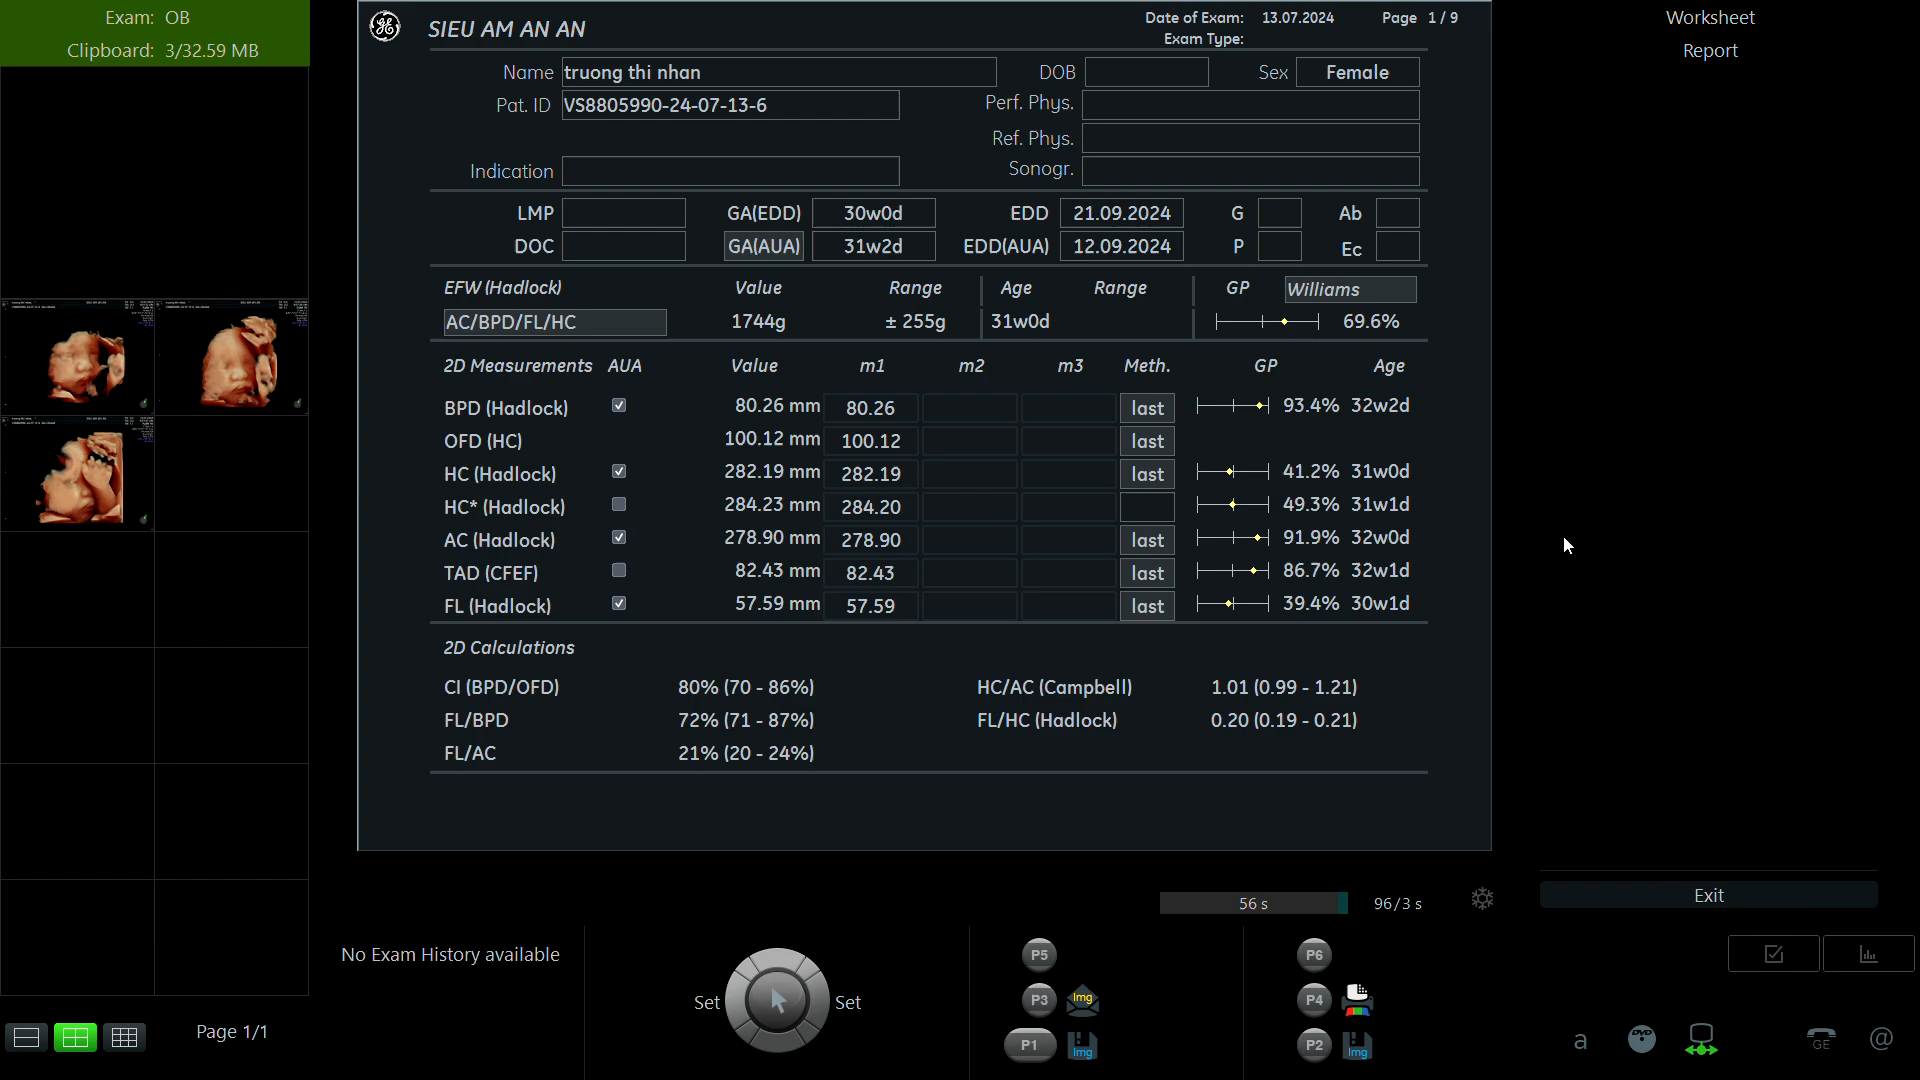 Exam: OB
Clipboard: 3/32.59 MB
SIEU AM AN AN
Date of Exam: 13.07.2024 Page 1 / 9
Exam Type:
Name truong thi nhan DOB Sex Female
Pat. ID VS8805990-24-07-13-6 Perf. Phys.
Ref. Phys.
Indication Sonogr.
LMP GA(EDD) 30w0d EDD 21.09.2024 G Ab
DOC GA(AUA) 31w2d EDD(AUA) 12.09.2024 P Ec
EFW (Hadlock) Value Range Age Range GP Williams
AC/BPD/FL/HC 1744g ± 255g 31w0d 69.6%
2D Measurements AUA Value m1 m2 m3 Meth. GP Age
BPD (Hadlock) 80.26 mm 80.26 last 93.4% 32w2d
OFD (HC) 100.12 mm 100.12 last
HC (Hadlock) 282.19 mm 282.19 last 41.2% 31w0d
HC* (Hadlock) 284.23 mm 284.20 49.3% 31w1d
AC (Hadlock) 278.90 mm 278.90 last 91.9% 32w0d
TAD (CFEF) 82.43 mm 82.43 last 86.7% 32w1d
FL (Hadlock) 57.59 mm 57.59 last 39.4% 30w1d
2D Calculations
CI (BPD/OFD) 80% (70 - 86%) HC/AC (Campbell) 1.01 (0.99 - 1.21)
FL/BPD 72% (71 - 87%) FL/HC (Hadlock) 0.20 (0.19 - 0.21)
FL/AC 21% (20 - 24%)
Worksheet
Report
56 s 96/3 s
Exit
No Exam History available
Set Set
P5
P3 Img
P1 Img
P6
P4
P2 Img
Page 1/1
a DVD GE @